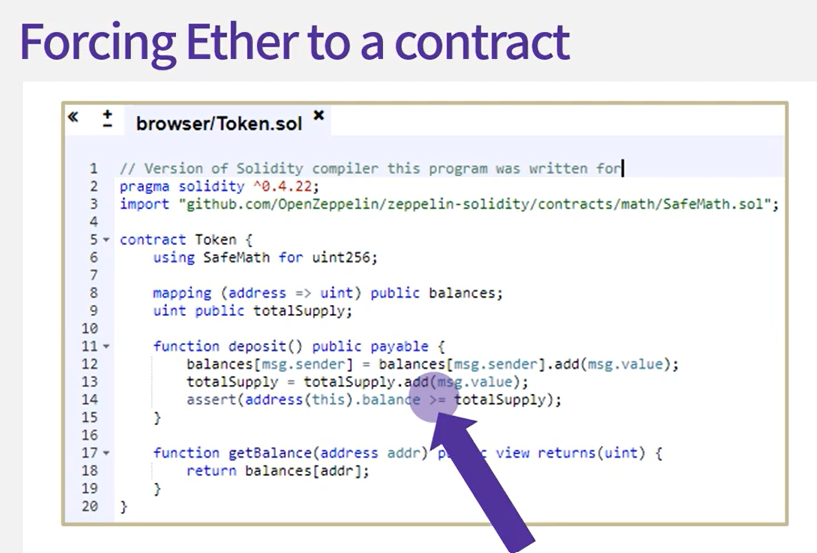 Forcing Ether to a contract
« ± browser/Token.sol ×
1 // Version of Solidity compiler this program was written for
2 pragma solidity ^0.4.22;
3 import "github.com/OpenZeppelin/zeppelin-solidity/contracts/math/SafeMath.sol";
4
5 contract Token {
6 using SafeMath for uint256;
7
8 mapping (address => uint) public balances;
9 uint public totalSupply;
10
11 function deposit() public payable {
12 balances[msg.sender] = balances[msg.sender].add(msg.value);
13 totalSupply = totalSupply.add(msg.value);
14 assert(address(this).balance >= totalSupply);
15 }
16
17 function getBalance(address addr) view returns(uint) {
18 return balances[addr];
19 }
20 }